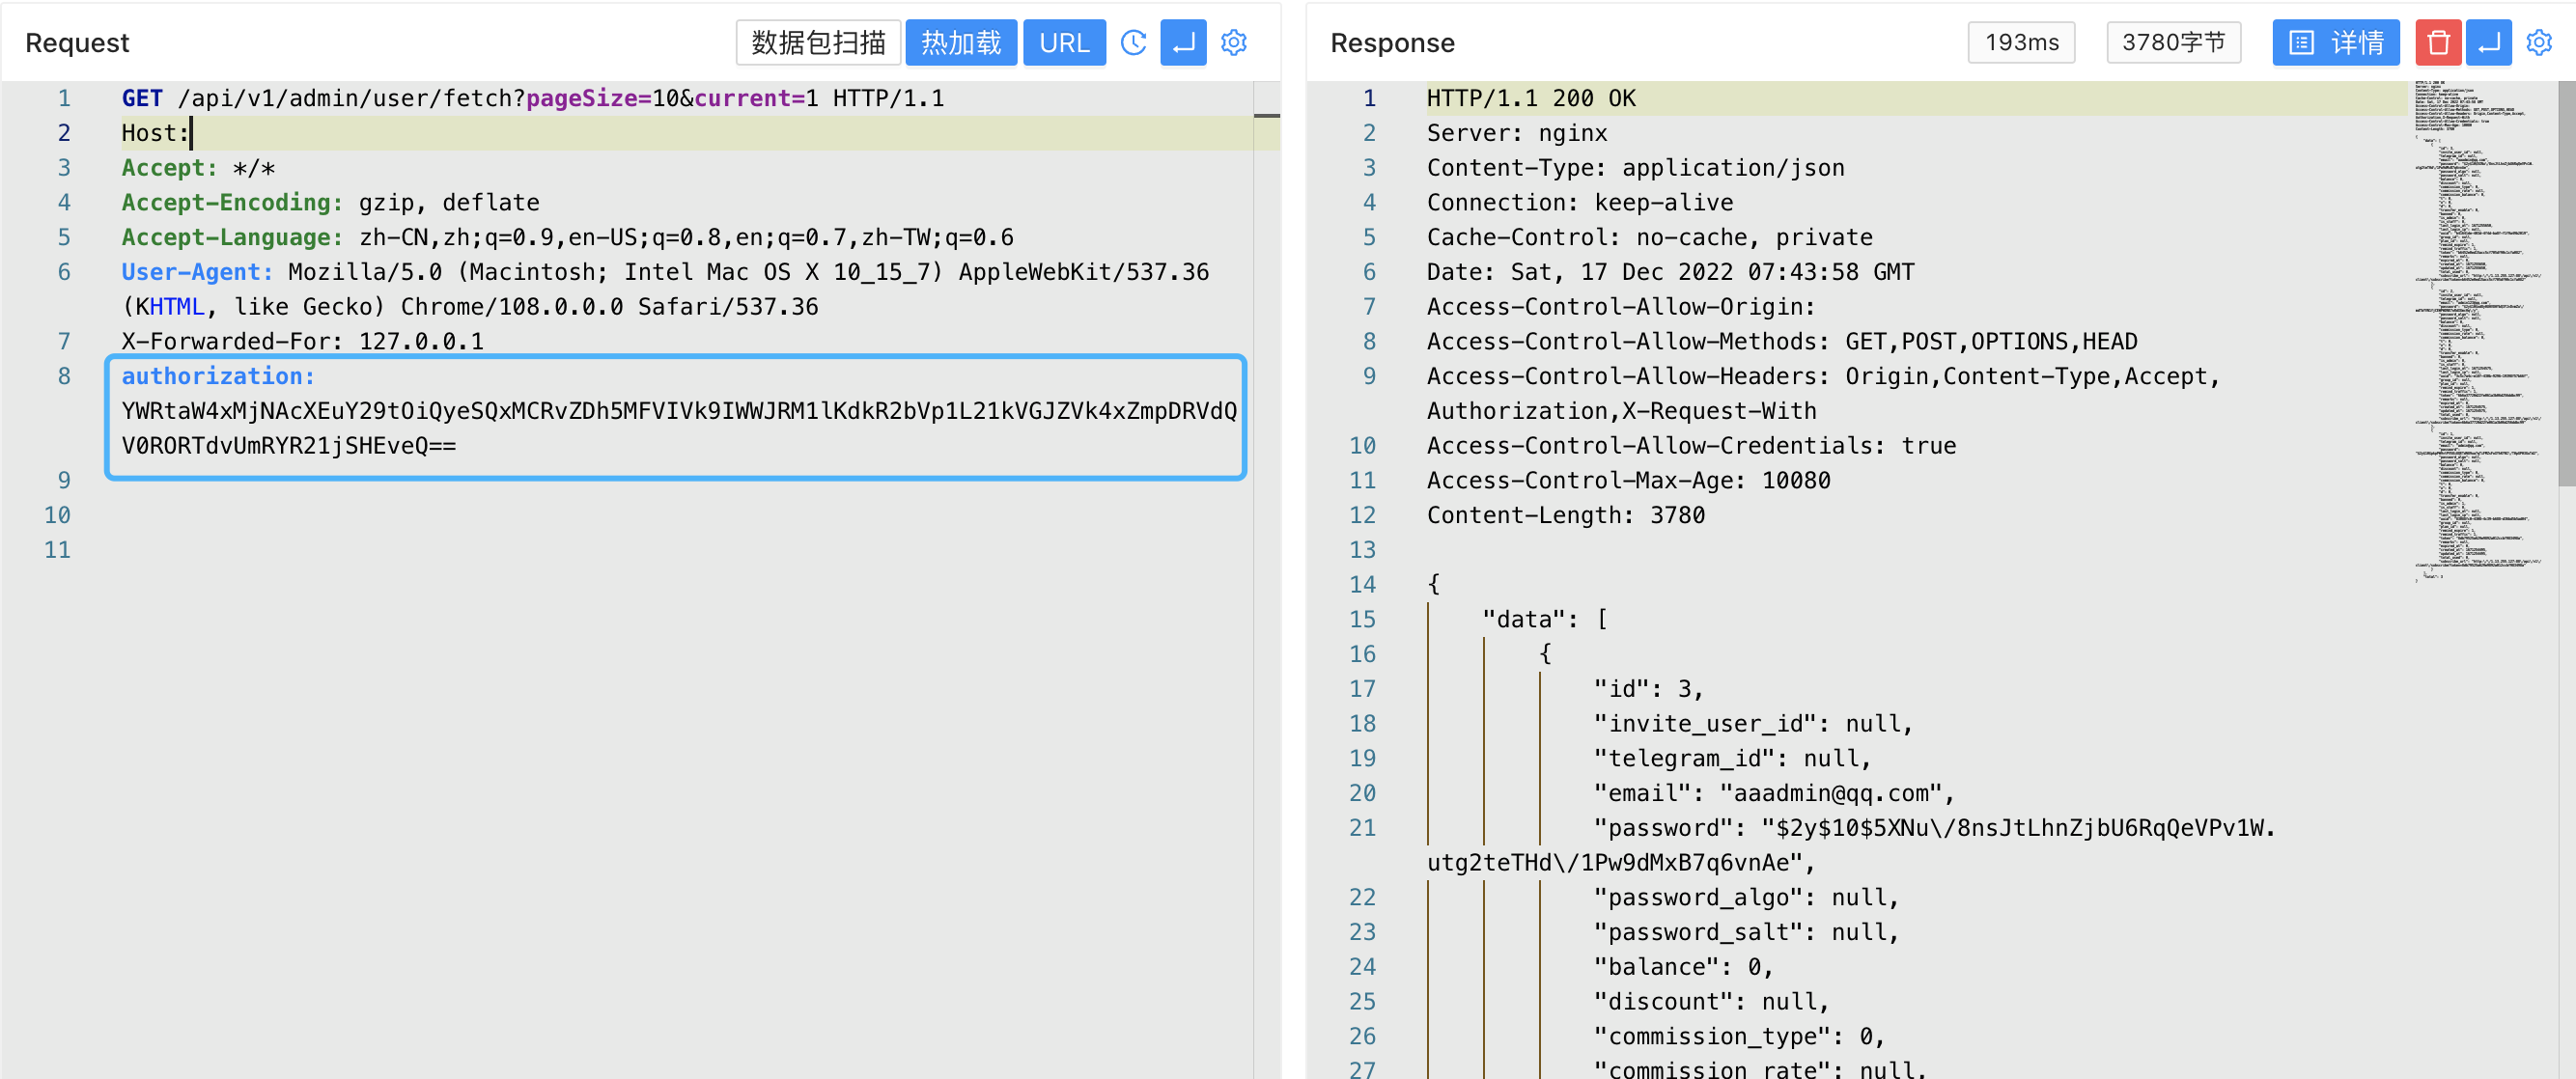 Request
数据包扫描 热加载 URL
1 GET /api/v1/admin/user/fetch?pageSize=10&current=1 HTTP/1.1
2 Host:
3 Accept: */*
4 Accept-Encoding: gzip, deflate
5 Accept-Language: zh-CN,zh;q=0.9,en-US;q=0.8,en;q=0.7,zh-TW;q=0.6
6 User-Agent: Mozilla/5.0 (Macintosh; Intel Mac OS X 10_15_7) AppleWebKit/537.36
(KHTML, like Gecko) Chrome/108.0.0.0 Safari/537.36
7 X-Forwarded-For: 127.0.0.1
8 authorization:
YWRtaW4xMjNAcXEuY29tOiQyeSQxMCRvZDh5MFVIVk9IWWJRM1lKdkR2bVp1L21kVGJZVk4xZmpDRVdQ
V0RORTdvUmRYR21jSHEveQ==
9
10
11
Response
193ms 3780字节 详情
1 HTTP/1.1 200 OK
2 Server: nginx
3 Content-Type: application/json
4 Connection: keep-alive
5 Cache-Control: no-cache, private
6 Date: Sat, 17 Dec 2022 07:43:58 GMT
7 Access-Control-Allow-Origin:
8 Access-Control-Allow-Methods: GET,POST,OPTIONS,HEAD
9 Access-Control-Allow-Headers: Origin,Content-Type,Accept,
Authorization,X-Request-With
10 Access-Control-Allow-Credentials: true
11 Access-Control-Max-Age: 10080
12 Content-Length: 3780
13
14 {
15 "data": [
16 {
17 "id": 3,
18 "invite_user_id": null,
19 "telegram_id": null,
20 "email": "aaadmin@qq.com",
21 "password": "$2y$10$5XNu\/8nsJtLhnZjbU6RqQeVPv1W.
utg2teTHd\/1Pw9dMxB7q6vnAe",
22 "password_algo": null,
23 "password_salt": null,
24 "balance": 0,
25 "discount": null,
26 "commission_type": 0,
27 "commission_rate": null,